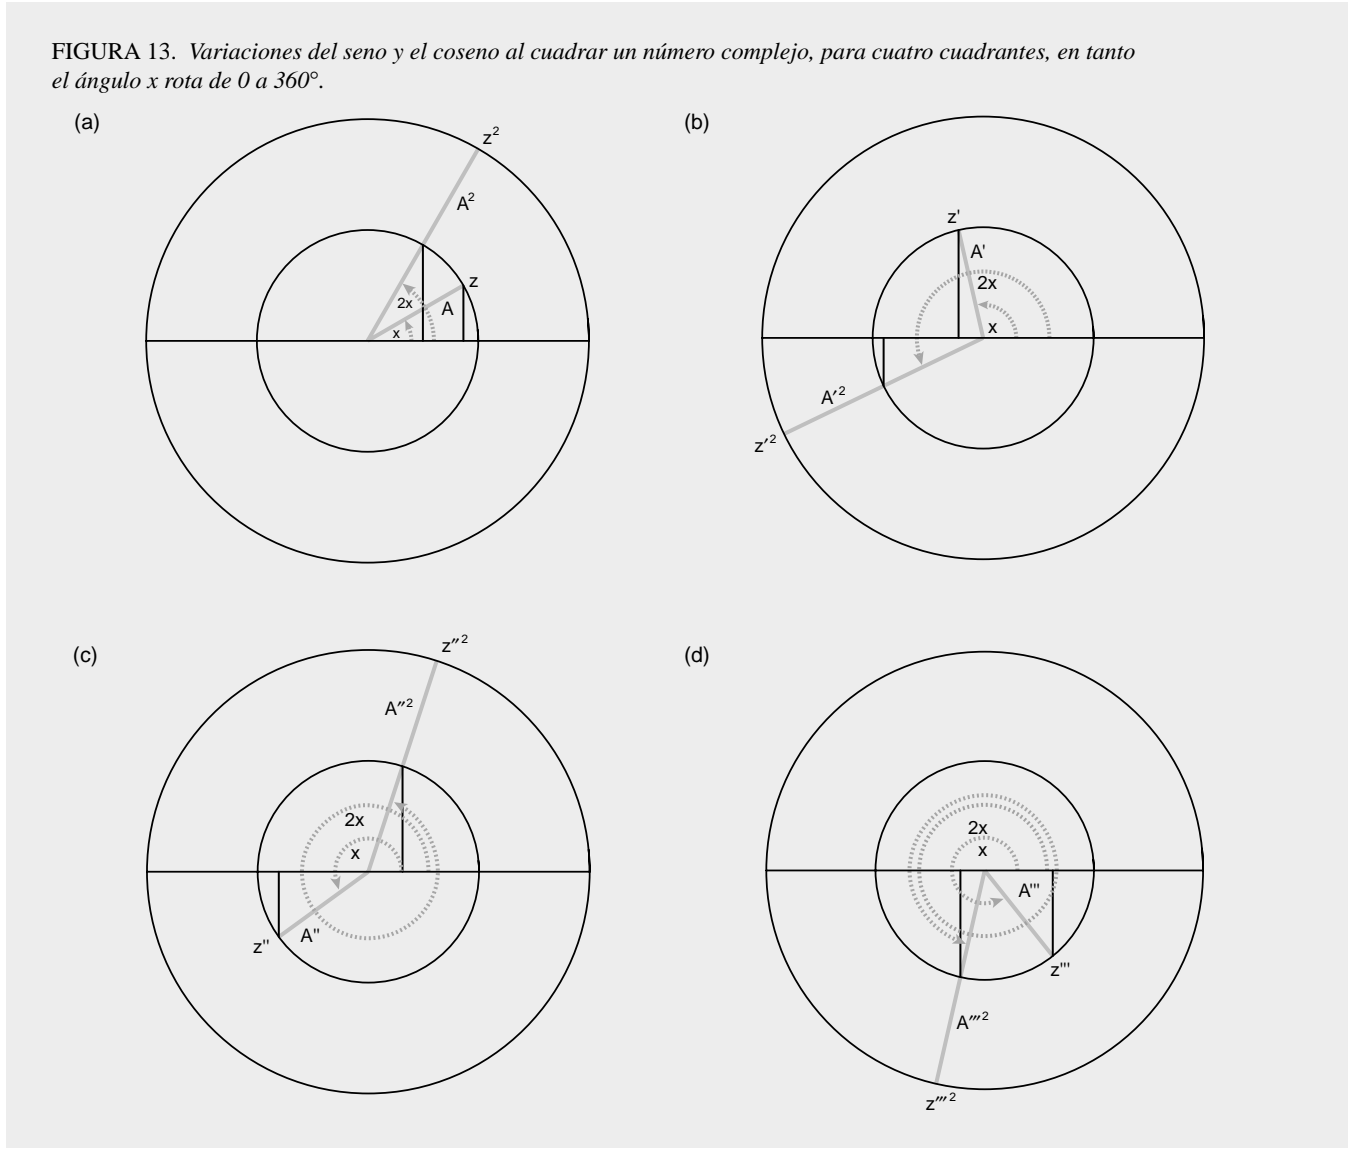 FIGURA 13. Variaciones del seno y el coseno al cuadrar un número complejo, para cuatro cuadrantes, en tanto
el ángulo x rota de 0 a 360°.
(a)
z²
A²
z
2x
A
x
(b)
z'
A'
2x
x
A′²
z′²
(c)
z″²
A″²
2x
x
A''
z''
(d)
2x
x
A'''
z'''
A‴²
z‴²